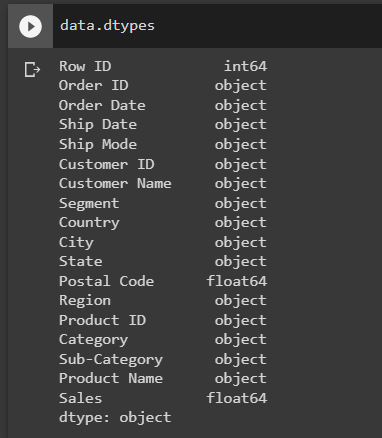 data.dtypes
Row ID int64
Order ID object
Order Date object
Ship Date object
Ship Mode object
Customer ID object
Customer Name object
Segment object
Country object
City object
State object
Postal Code float64
Region object
Product ID object
Category object
Sub-Category object
Product Name object
Sales float64
dtype: object